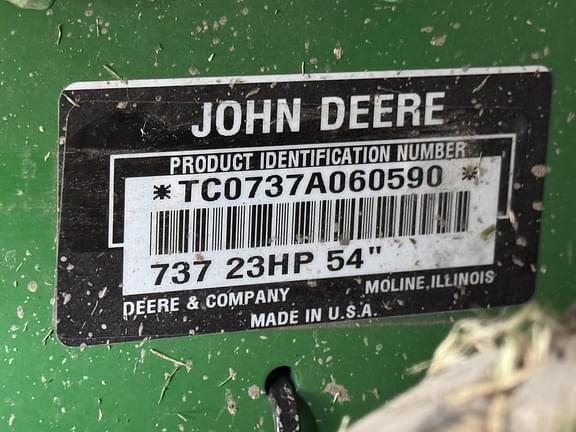 JOHN DEERE
PRODUCT IDENTIFICATION NUMBER
*TC0737A060590 *
737 23HP 54"
DEERE & COMPANY MOLINE, ILLINOIS
MADE IN U.S.A.